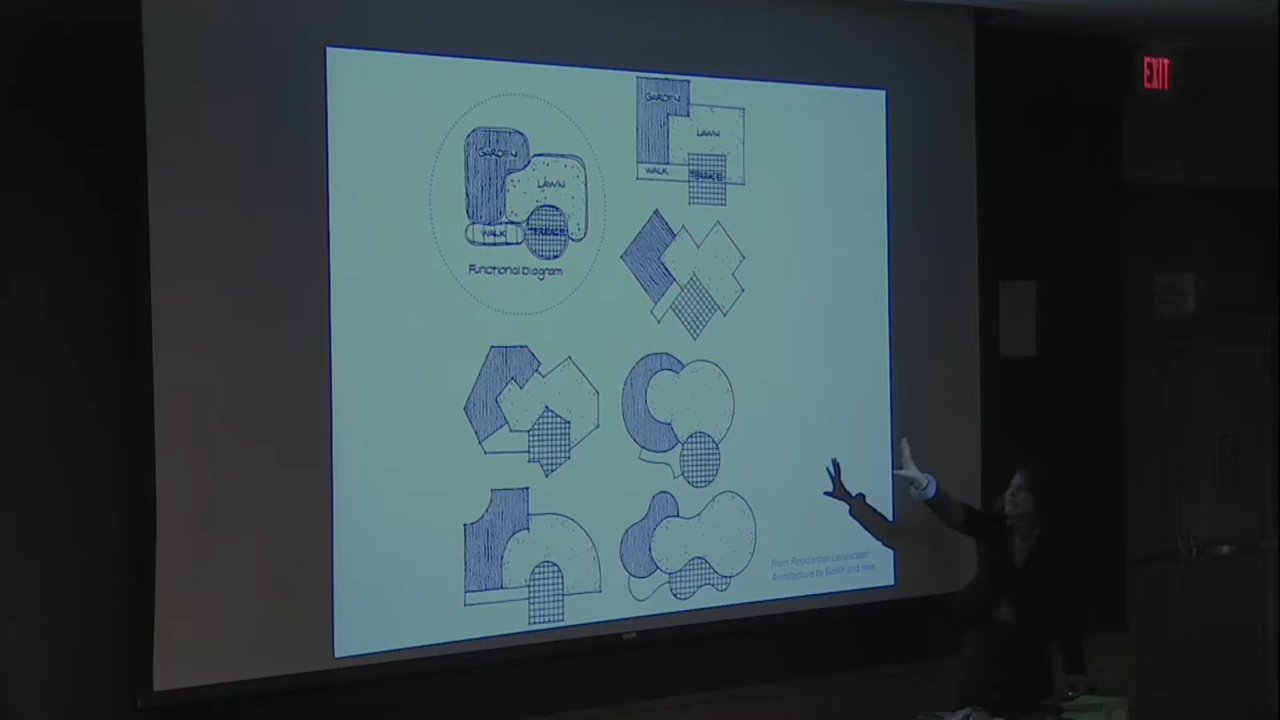 GARDEN
LAWN
WALK
TERRACE
Functional Diagram
GARDEN
LAWN
WALK
TERRACE
From Residential Landscape
Architecture by Booth and Hiss
EXIT